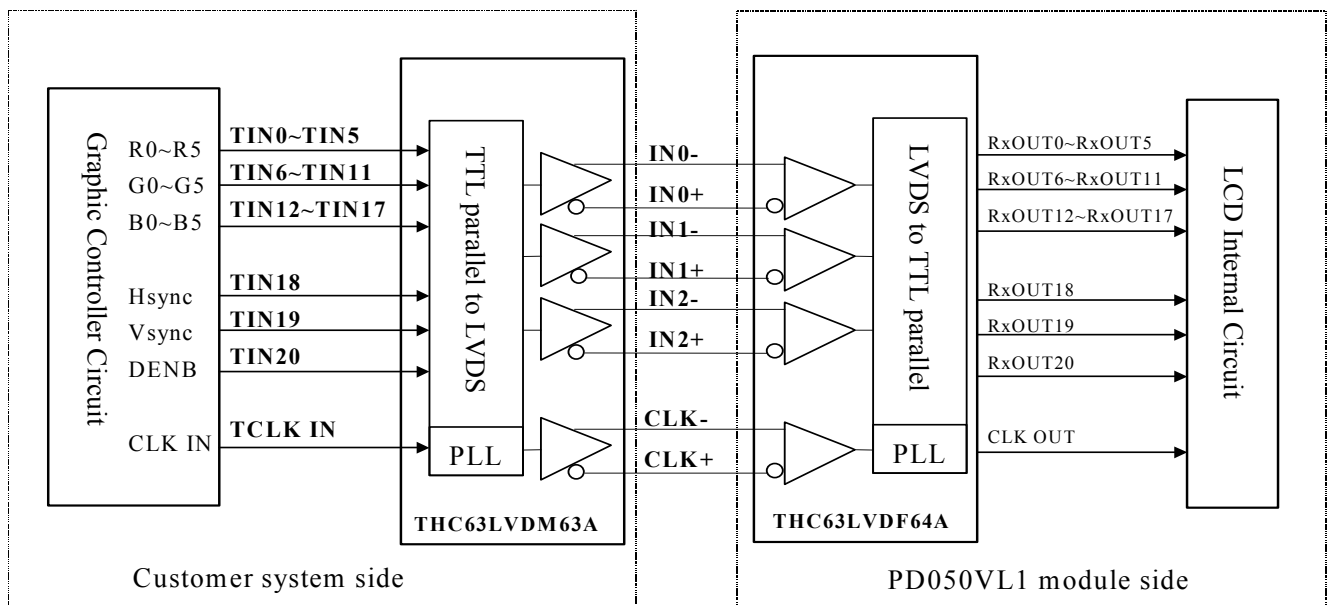 Graphic Controller Circuit
R0~R5
G0~G5
B0~B5
Hsync
Vsync
DENB
CLK IN
TIN0~TIN5
TIN6~TIN11
TIN12~TIN17
TIN18
TIN19
TIN20
TCLK IN
TTL parallel to LVDS
PLL
THC63LVDM63A
Customer system side
IN0-
IN0+
IN1-
IN1+
IN2-
IN2+
CLK-
CLK+
LVDS to TTL parallel
PLL
THC63LVDF64A
RxOUT0~RxOUT5
RxOUT6~RxOUT11
RxOUT12~RxOUT17
RxOUT18
RxOUT19
RxOUT20
CLK OUT
LCD Internal Circuit
PD050VL1 module side